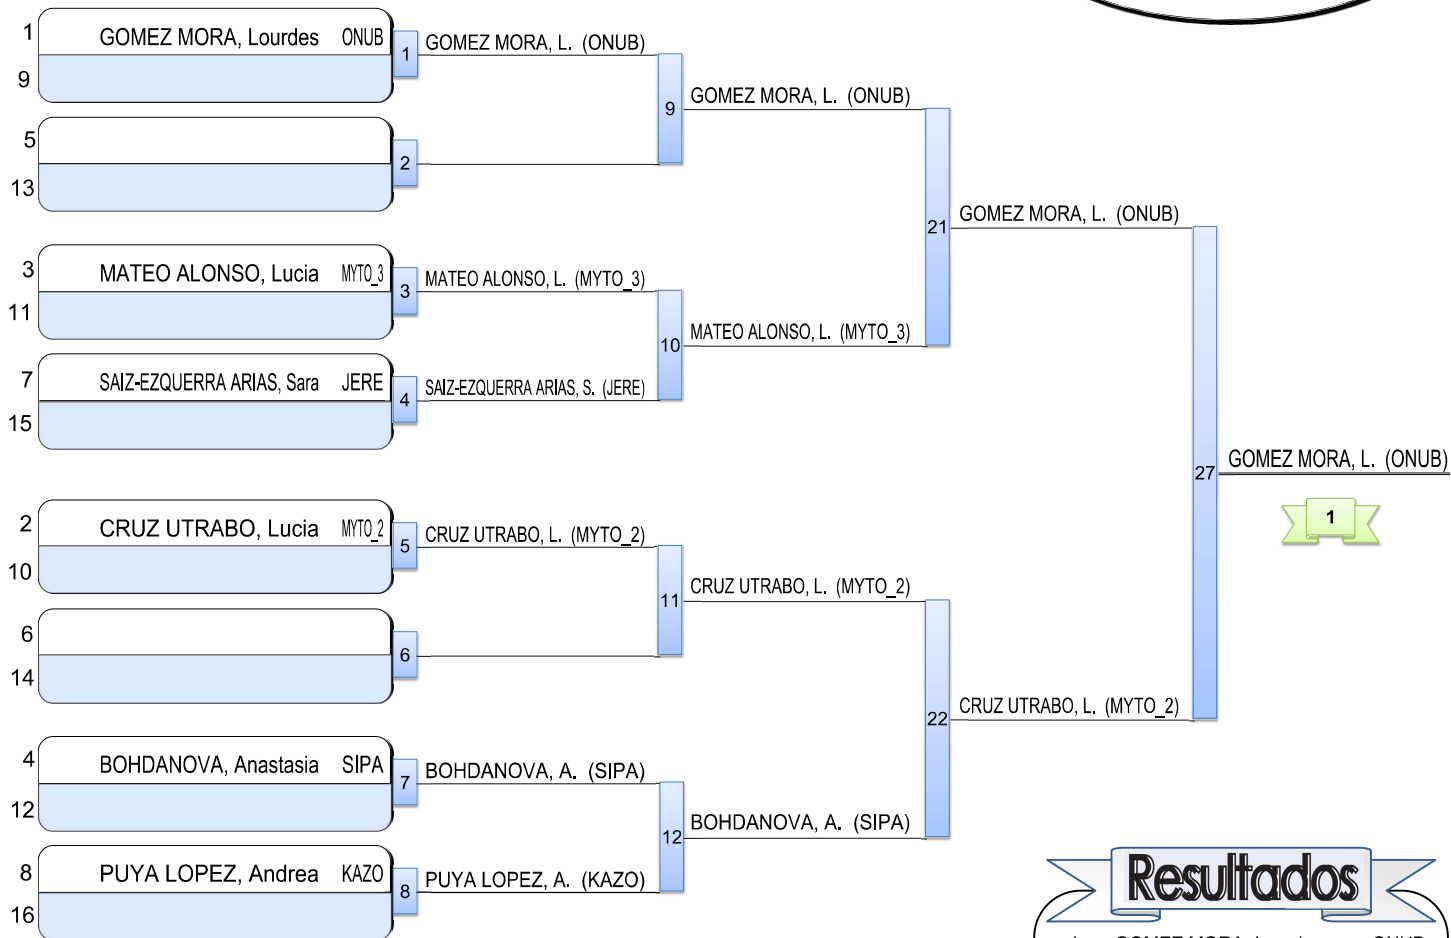 1 GOMEZ MORA, Lourdes ONUB
9
1
GOMEZ MORA, L. (ONUB)
5
13
2
9
GOMEZ MORA, L. (ONUB)
3 MATEO ALONSO, Lucia MYTO_3
11
3
MATEO ALONSO, L. (MYTO_3)
7 SAIZ-EZQUERRA ARIAS, Sara JERE
15
4
SAIZ-EZQUERRA ARIAS, S. (JERE)
10
MATEO ALONSO, L. (MYTO_3)
21
GOMEZ MORA, L. (ONUB)
2 CRUZ UTRABO, Lucia MYTO_2
10
5
CRUZ UTRABO, L. (MYTO_2)
6
14
6
11
CRUZ UTRABO, L. (MYTO_2)
4 BOHDANOVA, Anastasia SIPA
12
7
BOHDANOVA, A. (SIPA)
8 PUYA LOPEZ, Andrea KAZO
16
8
PUYA LOPEZ, A. (KAZO)
12
BOHDANOVA, A. (SIPA)
22
CRUZ UTRABO, L. (MYTO_2)
27
GOMEZ MORA, L. (ONUB)
1
Resultados